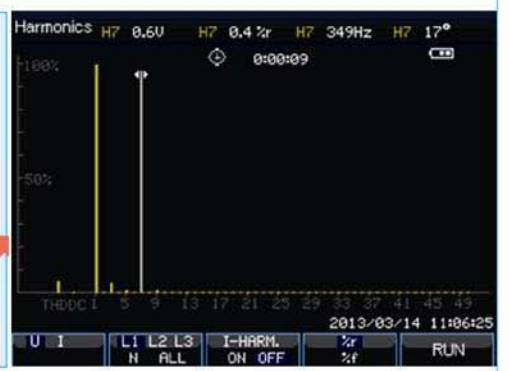 Harmonics H7 0.6V H7 0.4 %r H7 349Hz H7 17°
0:00:09
100%
50%
THDDC 1 5 9 13 17 21 25 29 33 37 41 45 49
2013/03/14 11:06:25
U I L1 L2 L3 I-HARM. %r RUN
N ALL ON OFF %f